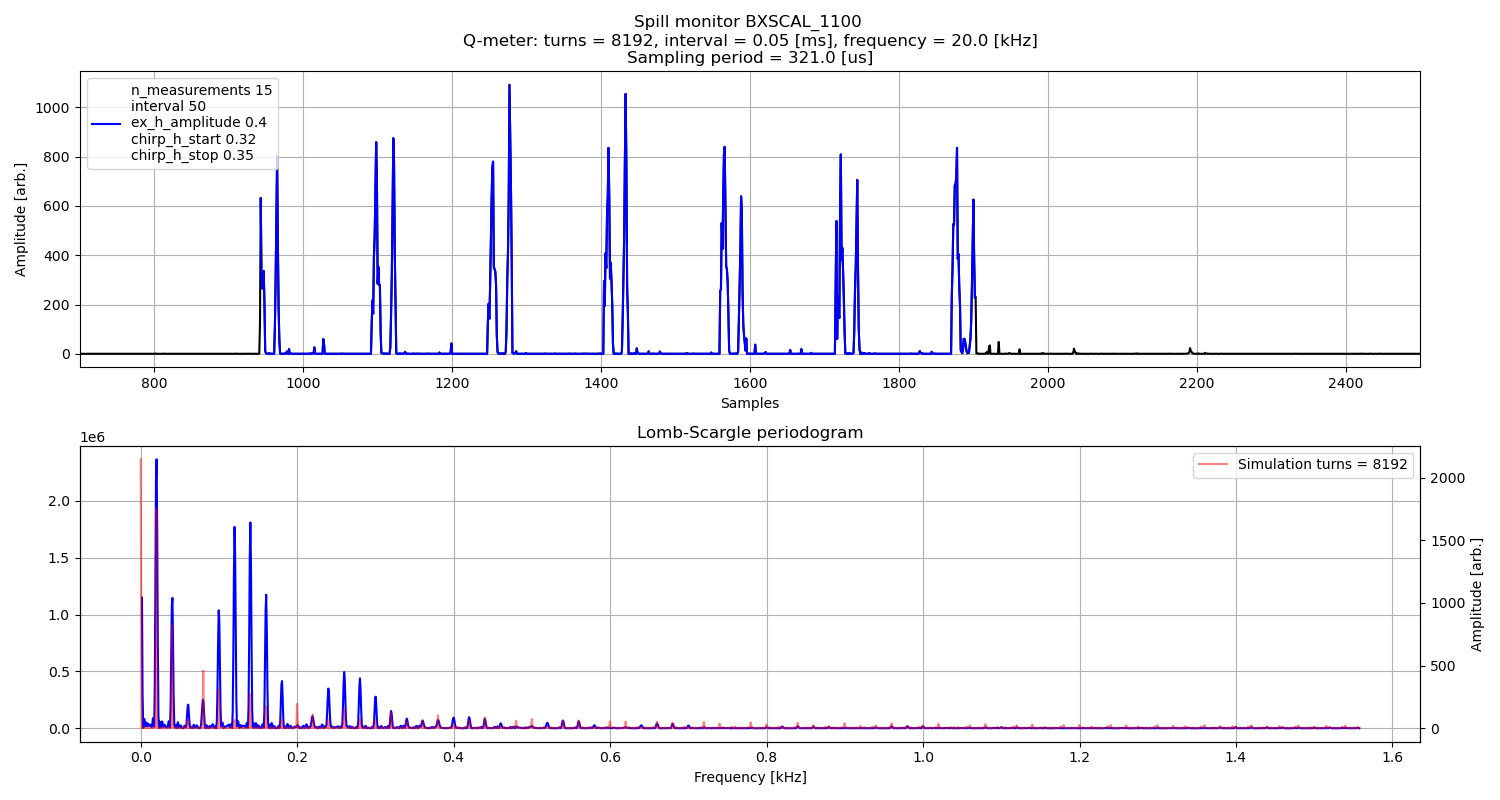 Spill monitor BXSCAL_1100
Q-meter: turns = 8192, interval = 0.05 [ms], frequency = 20.0 [kHz]
Sampling period = 321.0 [us]
n_measurements 15
interval 50
ex_h_amplitude 0.4
chirp_h_start 0.32
chirp_h_stop 0.35
Amplitude [arb.]
1000
800
600
400
200
0
800 1000 1200 1400 1600 1800 2000 2200 2400
Samples
Lomb-Scargle periodogram
1e6
Simulation turns = 8192
2.0
1.5
1.0
0.5
0.0
2000
1500
1000
500
0
Amplitude [arb.]
0.0 0.2 0.4 0.6 0.8 1.0 1.2 1.4 1.6
Frequency [kHz]